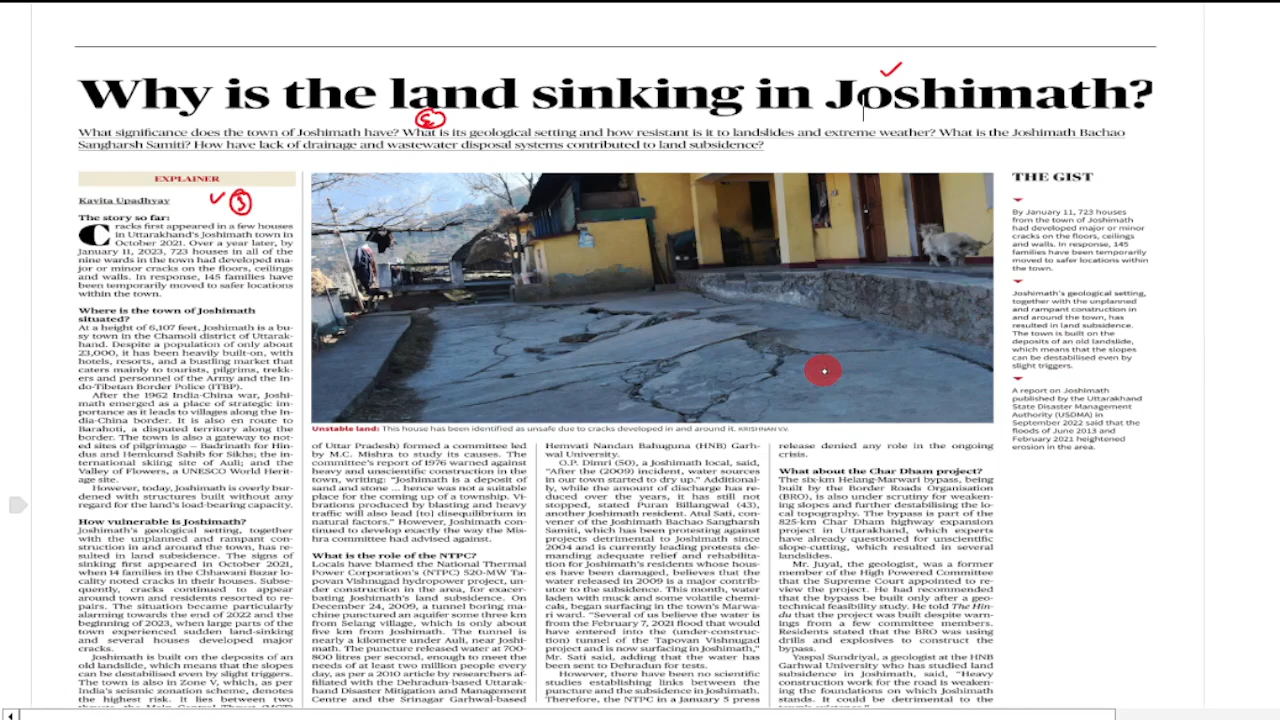 Why is the land sinking in Joshimath?
What significance does the town of Joshimath have? What is its geological setting and how resistant is it to landslides and extreme weather? What is the Joshimath Bachao
Sangharsh Samiti? How have lack of drainage and wastewater disposal systems contributed to land subsidence?
EXPLAINER
Kavita Upadhyay
The story so far:
Cracks first appeared in a few houses
in Uttarakhand's Joshimath town in
October 2021. Over a year later, by
January 11, 2023, 723 houses in all of the
nine wards in the town had developed ma-
jor or minor cracks on the floors, ceilings
and walls. In response, 145 families have
been temporarily moved to safer locations
within the town.
Where is the town of Joshimath
situated?
At a height of 6,107 feet, Joshimath is a bu-
sy town in the Chamoli district of Uttarak-
hand. Despite a population of only about
23,000, it has been heavily built-on, with
hotels, resorts, and a bustling market that
caters mainly to tourists, pilgrims, trekk-
ers and personnel of the Army and the In-
do-Tibetan Border Police (ITBP).
After the 1962 India-China war, Joshi-
math emerged as a place of strategic im-
portance as it leads to villages along the In-
dia-China border. It is also en route to
Barahoti, a disputed territory along the
border. The town is also a gateway to not-
ed sites of pilgrimage – Badrinath for Hin-
dus and Hemkund Sahib for Sikhs; the in-
ternational skiing site of Auli; and the
Valley of Flowers, a UNESCO World Herit-
age site.
However, today, Joshimath is overly bur-
dened with structures built without any
regard for the land's load-bearing capacity.
How vulnerable is Joshimath?
Joshimath's geological setting, together
with the unplanned and rampant con-
struction in and around the town, has re-
sulted in land subsidence. The signs of
sinking first appeared in October 2021,
when 14 families in the Chhawani Bazar lo-
cality noted cracks in their houses. Subse-
quently, cracks continued to appear
around town and residents resorted to re-
pairs. The situation became particularly
alarming towards the end of 2022 and the
beginning of 2023, when large parts of the
town experienced sudden land-sinking
and several houses developed major
cracks.
Joshimath is built on the deposits of an
old landslide, which means that the slopes
can be destabilised even by slight triggers.
The town is also in Zone V, which, as per
India's seismic zonation scheme, denotes
the highest risk. It lies between two
thrusts, the Main Central Thrust (MCT)
Unstable land: This house has been identified as unsafe due to cracks developed in and around it. KRISHNAN VV.
of Uttar Pradesh) formed a committee led
by M.C. Mishra to study its causes. The
committee's report of 1976 warned against
heavy and unscientific construction in the
town, writing: "Joshimath is a deposit of
sand and stone ... hence was not a suitable
place for the coming up of a township. Vi-
brations produced by blasting and heavy
traffic will also lead [to] disequilibrium in
natural factors." However, Joshimath con-
tinued to develop exactly the way the Mis-
hra committee had advised against.
What is the role of the NTPC?
Locals have blamed the National Thermal
Power Corporation's (NTPC) 520-MW Ta-
povan Vishnugad hydropower project, un-
der construction in the area, for exacer-
bating Joshimath's land subsidence. On
December 24, 2009, a tunnel boring ma-
chine punctured an aquifer some three km
from Selang village, which is only about
five km from Joshimath. The tunnel is
nearly a kilometre under Auli, near Joshi-
math. The puncture released water at 700-
800 litres per second, enough to meet the
needs of at least two million people every
day, as per a 2010 article by researchers af-
filiated with the Dehradun-based Uttarak-
hand Disaster Mitigation and Management
Centre and the Srinagar Garhwal-based
Hemvati Nandan Bahuguna (HNB) Garh-
wal University.
O.P. Dimri (50), a Joshimath local, said,
"After the (2009) incident, water sources
in our town started to dry up." Additional-
ly, while the amount of discharge has re-
duced over the years, it has still not
stopped, stated Puran Billangwal (43),
another Joshimath resident. Atul Sati, con-
vener of the Joshimath Bachao Sangharsh
Samiti, which has been protesting against
projects detrimental to Joshimath since
2004 and is currently leading protests de-
manding adequate relief and rehabilita-
tion for Joshimath's residents whose hous-
es have been damaged, believes that the
water released in 2009 is a major contrib-
utor to the subsidence. This month, water
laden with muck and some volatile chemi-
cals, began surfacing in the town's Marwa-
ri ward. "Several of us believe the water is
from the February 7, 2021 flood that would
have entered into the (under-construc-
tion) tunnel of the Tapovan Vishnugad
project and is now surfacing in Joshimath,"
Mr. Sati said, adding that the water has
been sent to Dehradun for tests.
However, there have been no scientific
studies establishing links between the
puncture and the subsidence in Joshimath.
Therefore, the NTPC in a January 5 press
release denied any role in the ongoing
crisis.
What about the Char Dham project?
The six-km Helang-Marwari bypass, being
built by the Border Roads Organisation
(BRO), is also under scrutiny for weaken-
ing slopes and further destabilising the lo-
cal topography. The bypass is part of the
825-km Char Dham highway expansion
project in Uttarakhand, which experts
have already questioned for unscientific
slope-cutting, which resulted in several
landslides.
Mr. Juyal, the geologist, was a former
member of the High Powered Committee
that the Supreme Court appointed to re-
view the project. He had recommended
that the bypass be built only after a geo-
technical feasibility study. He told The Hin-
du that the project was built despite warn-
ings from a few committee members.
Residents stated that the BRO was using
drills and explosives to construct the
bypass.
Yaspal Sundriyal, a geologist at the HNB
Garhwal University who has studied land
subsidence in Joshimath, said, "Heavy
construction work for the road is weaken-
ing the foundations on which Joshimath
stands. It could be detrimental to the
town's existence."
THE GIST
By January 11, 723 houses
from the town of Joshimath
had developed major or minor
cracks on the floors, ceilings
and walls. In response, 145
families have been temporarily
moved to safer locations within
the town.
Joshimath's geological setting,
together with the unplanned
and rampant construction in
and around the town, has
resulted in land subsidence.
The town is built on the
deposits of an old landslide,
which means that the slopes
can be destabilised even by
slight triggers.
A report on Joshimath
published by the Uttarakhand
State Disaster Management
Authority (USDMA) in
September 2022 said that the
floods of June 2013 and
February 2021 heightened
erosion in the area.